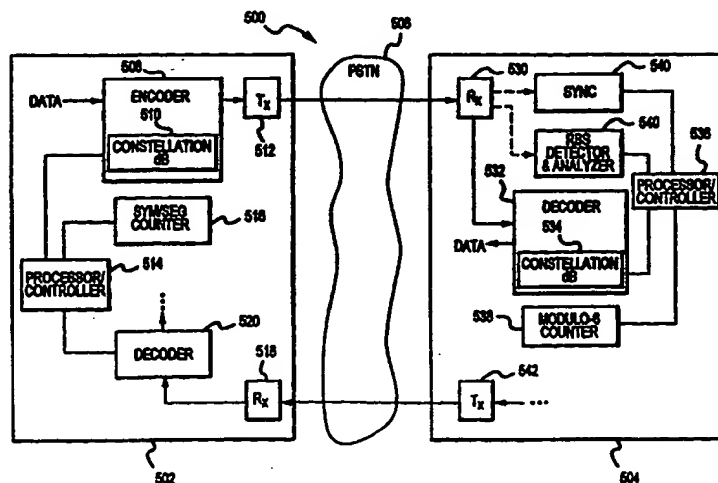 500
506
PSTN
508
ENCODER
510
CONSTELLATION
dB
DATA
TX
512
SYM/SEG
COUNTER
516
PROCESSOR/
CONTROLLER
514
DECODER
520
RX
518
502
530
RX
540
SYNC
540
RBS
DETECTOR
& ANALYZER
536
PROCESSOR/
CONTROLLER
532
DECODER
534
CONSTELLATION
dB
DATA
538
MODULO-6
COUNTER
542
TX
504